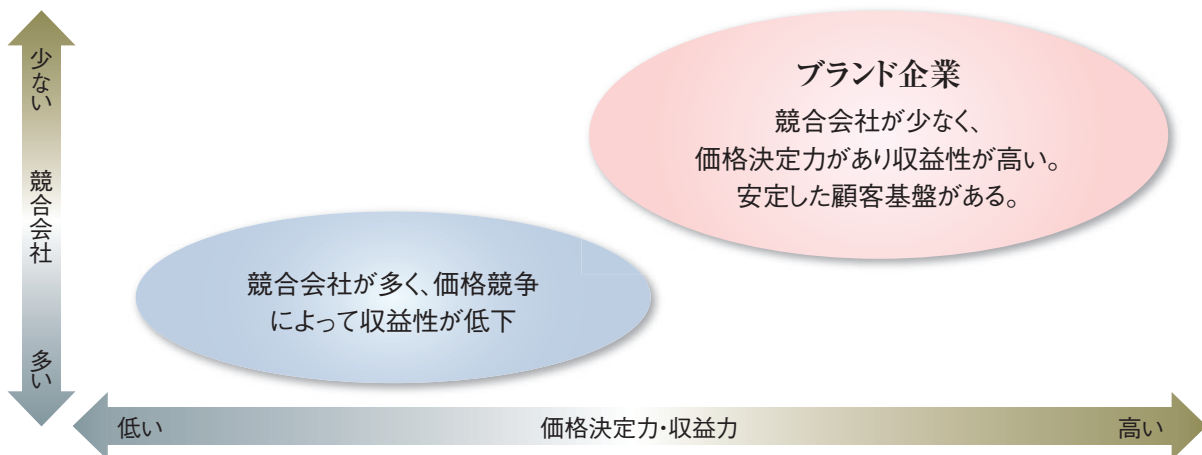 少ない
競合会社
多い
ブランド企業
競合会社が少なく、
価格決定力があり収益性が高い。
安定した顧客基盤がある。
競合会社が多く、価格競争
によって収益性が低下
低い
価格決定力・収益力
高い